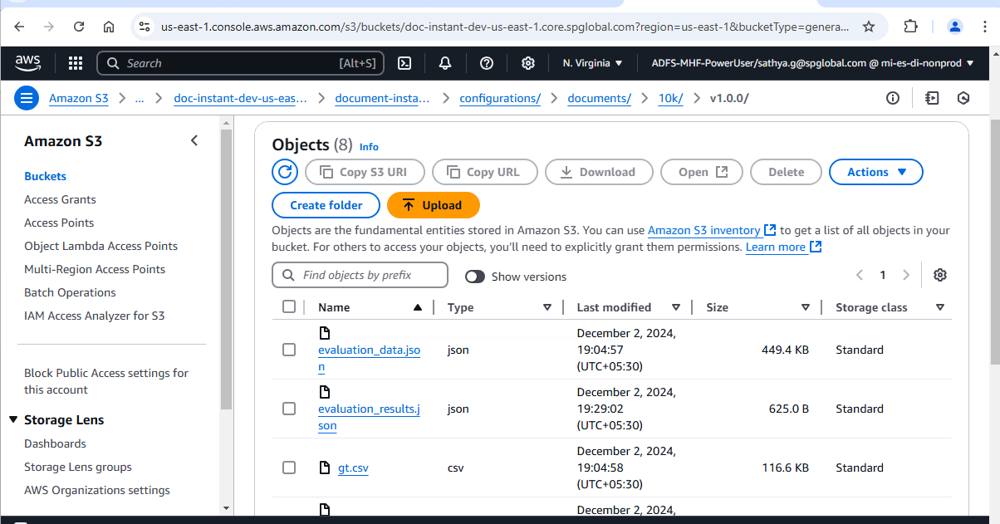 us-east-1.console.aws.amazon.com/s3/buckets/doc-instant-dev-us-east-1.core.spglobal.com?region=us-east-1&bucketType=genera...
aws
Search
[Alt+S]
N. Virginia
ADFS-MHF-PowerUser/sathya.g@spglobal.com @ mi-es-di-nonprod
Amazon S3
...
doc-instant-dev-us-eas...
document-insta...
configurations/
documents/
10k/
v1.0.0/
Amazon S3
Buckets
Access Grants
Access Points
Object Lambda Access Points
Multi-Region Access Points
Batch Operations
IAM Access Analyzer for S3
Block Public Access settings for
this account
Storage Lens
Dashboards
Storage Lens groups
AWS Organizations settings
Objects (8) Info
Copy S3 URI
Copy URL
Download
Open
Delete
Actions
Create folder
Upload
Objects are the fundamental entities stored in Amazon S3. You can use Amazon S3 inventory to get a list of all objects in your
bucket. For others to access your objects, you'll need to explicitly grant them permissions. Learn more
Find objects by prefix
Show versions
1
Name
Type
Last modified
Size
Storage class
evaluation_data.jso
n
json
December 2, 2024,
19:04:57
(UTC+05:30)
449.4 KB
Standard
evaluation_results.j
son
json
December 2, 2024,
19:29:02
(UTC+05:30)
625.0 B
Standard
gt.csv
csv
December 2, 2024,
19:04:58
(UTC+05:30)
116.6 KB
Standard
December 2, 2024,